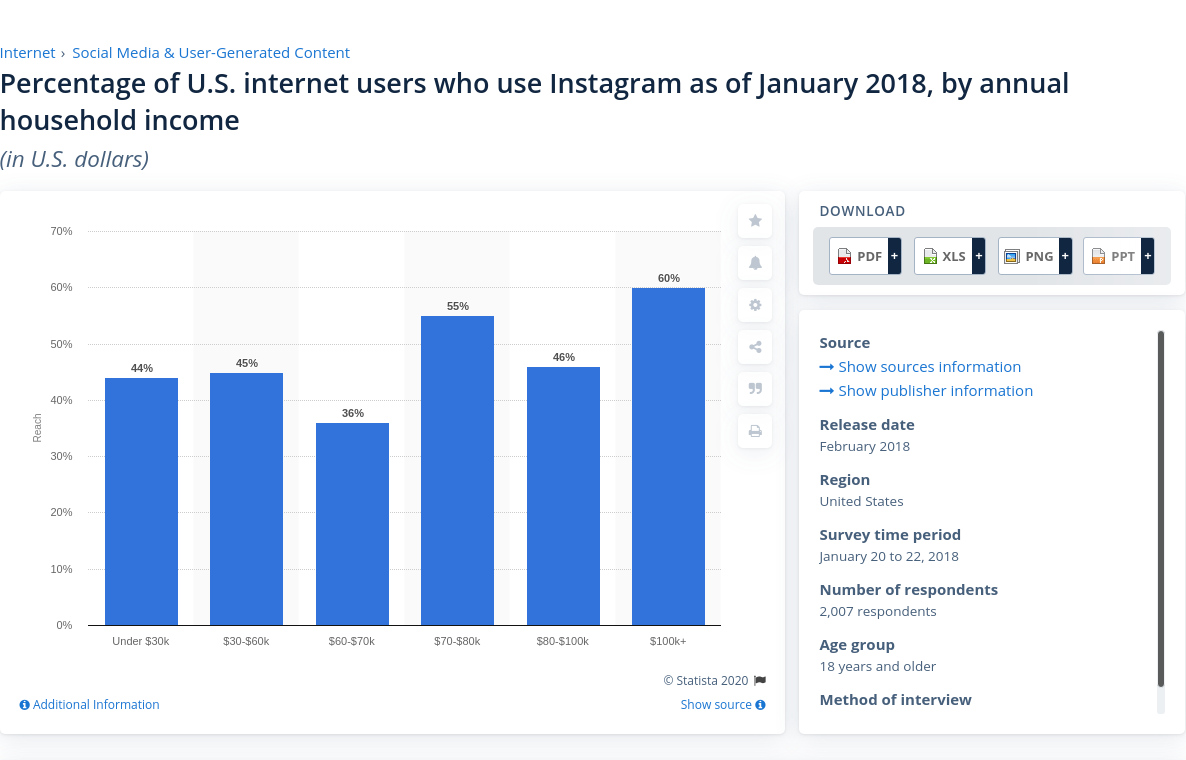 Internet › Social Media & User-Generated Content
Percentage of U.S. internet users who use Instagram as of January 2018, by annual
household income
(in U.S. dollars)
70%
60%
50%
40%
30%
20%
10%
0%
Reach
44%
45%
36%
55%
46%
60%
Under $30k
$30-$60k
$60-$70k
$70-$80k
$80-$100k
$100k+
© Statista 2020
Additional Information
Show source
DOWNLOAD
PDF +
XLS +
PNG +
PPT +
Source
Show sources information
Show publisher information
Release date
February 2018
Region
United States
Survey time period
January 20 to 22, 2018
Number of respondents
2,007 respondents
Age group
18 years and older
Method of interview